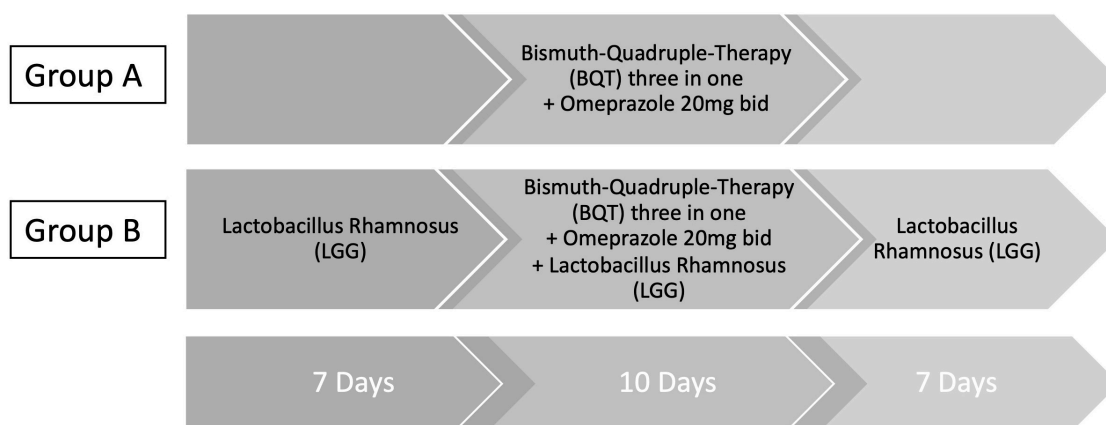 Group A
Bismuth-Quadruple-Therapy
(BQT) three in one
+ Omeprazole 20mg bid
Group B
Lactobacillus Rhamnosus
(LGG)
Bismuth-Quadruple-Therapy
(BQT) three in one
+ Omeprazole 20mg bid
+ Lactobacillus Rhamnosus
(LGG)
Lactobacillus
Rhamnosus (LGG)
7 Days
10 Days
7 Days